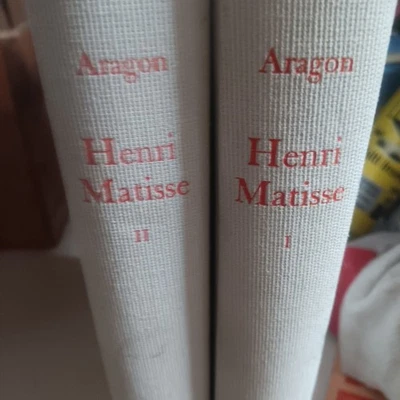 Aragon
Henri
Matisse
II
Aragon
Henri
Matisse
I